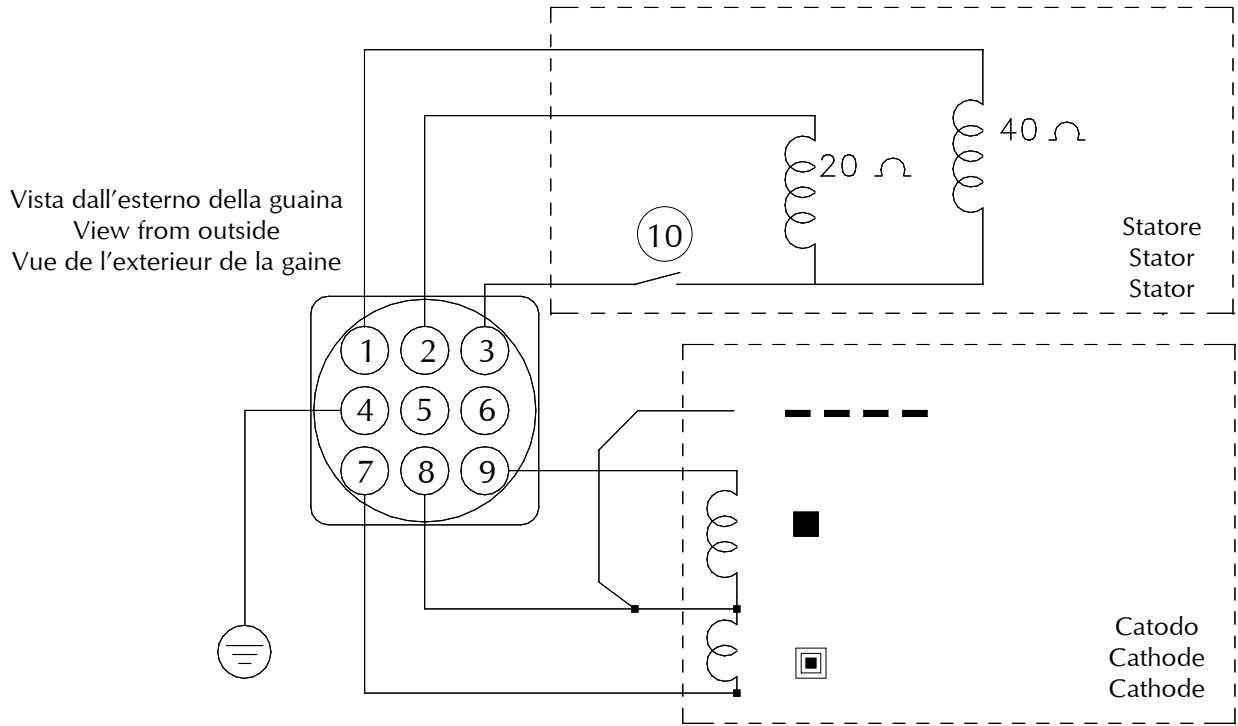 40 Ω
20 Ω
Vista dall'esterno della guaina
View from outside
Vue de l'exterieur de la gaine
10
Statore
Stator
Stator
1 2 3
4 5 6
7 8 9
Catodo
Cathode
Cathode